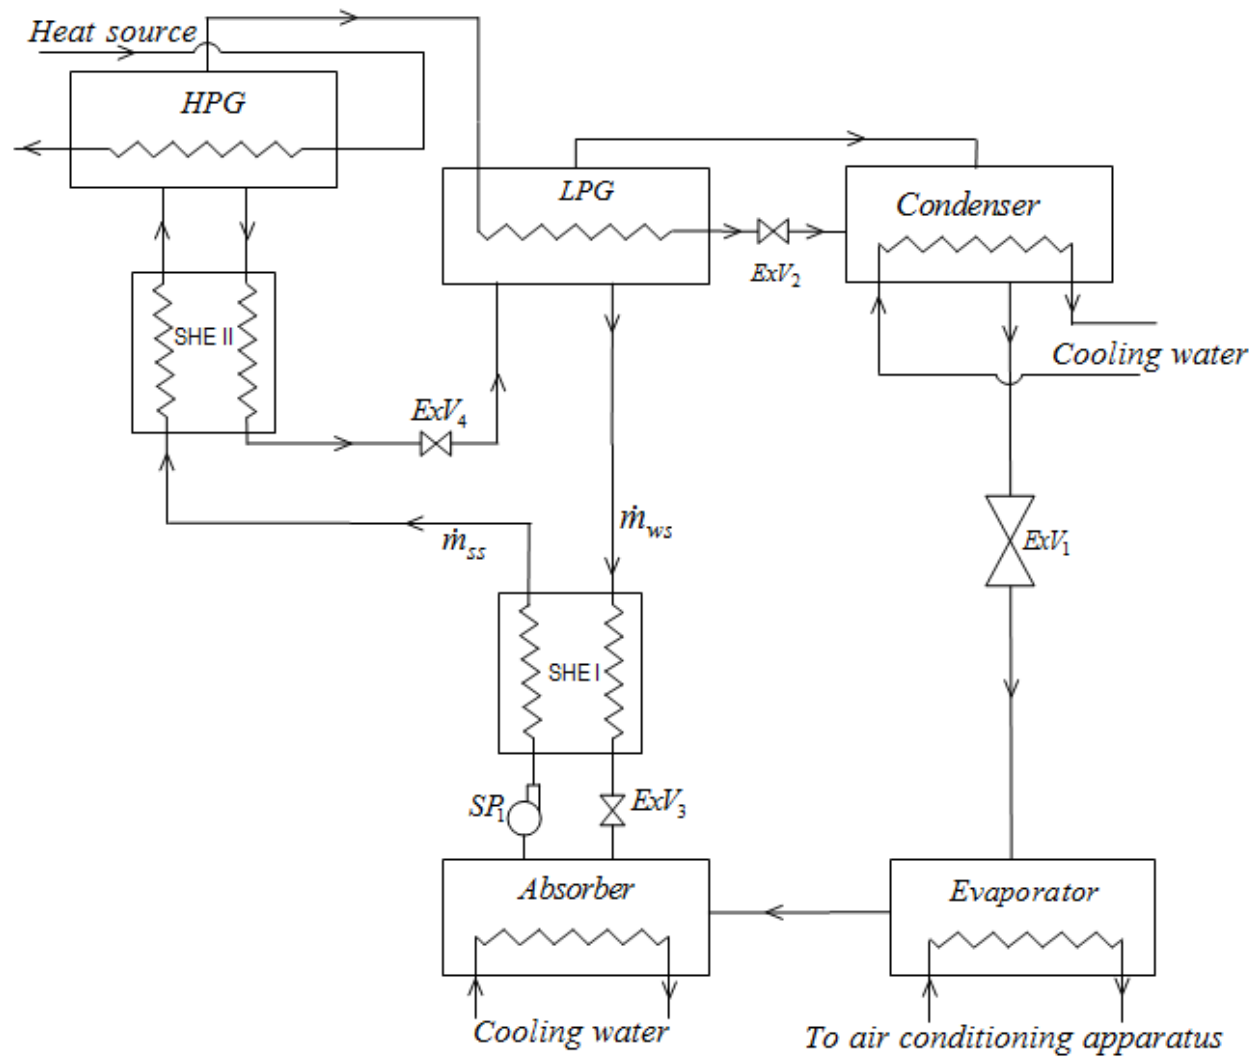 Heat source
HPG
LPG
Condenser
ExV₂
SHE II
Cooling water
ExV₄
ṁws
ṁss
ExV₁
SHE I
SP₁
ExV₃
Absorber
Evaporator
Cooling water
To air conditioning apparatus